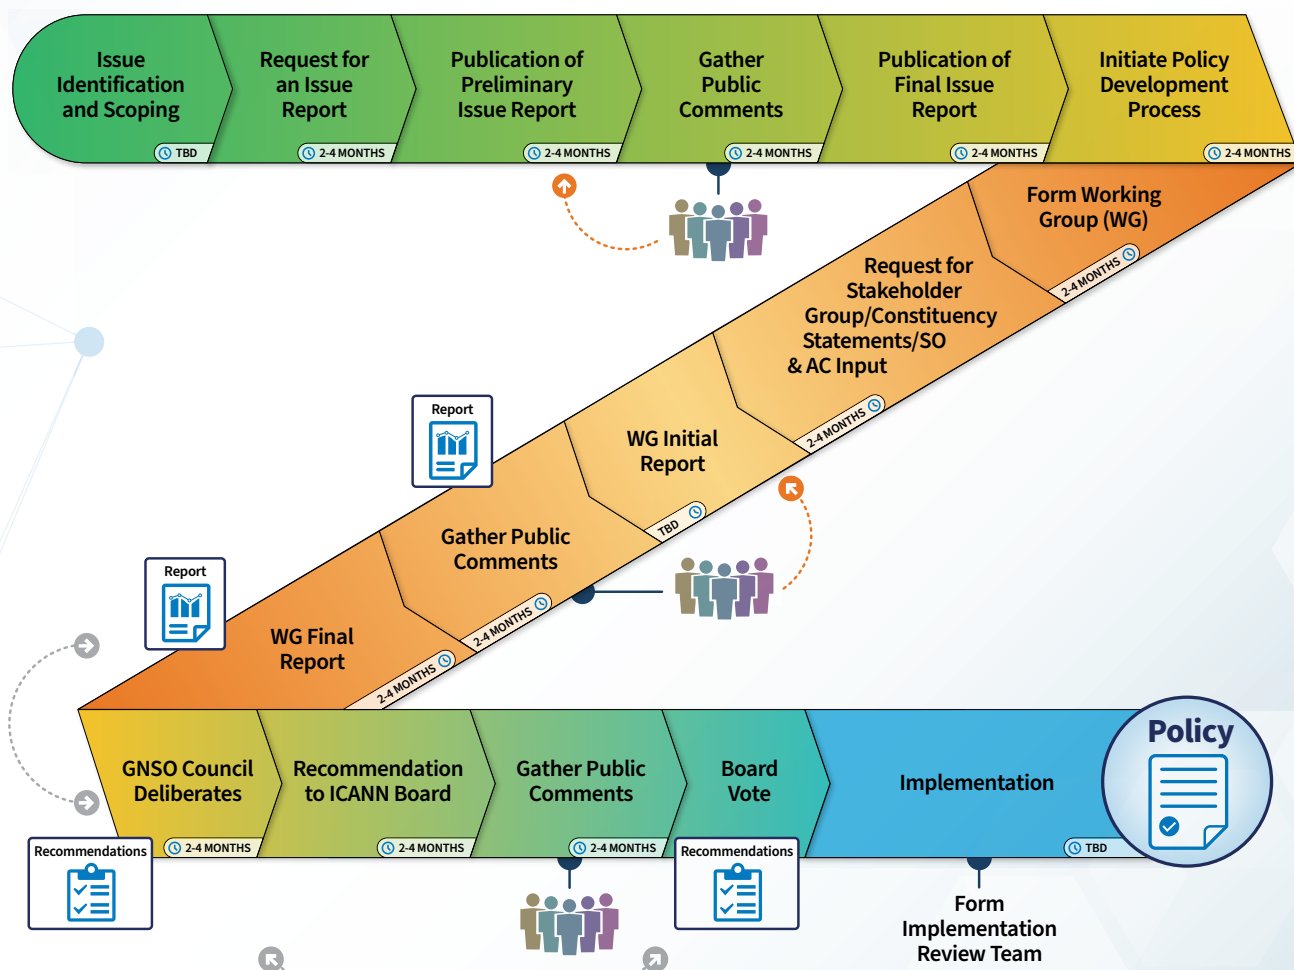 Issue
Identification
and Scoping
TBD
Request for
an Issue
Report
2-4 MONTHS
Publication of
Preliminary
Issue Report
2-4 MONTHS
Gather
Public
Comments
2-4 MONTHS
Publication of
Final Issue
Report
2-4 MONTHS
Initiate Policy
Development
Process
2-4 MONTHS
Form Working
Group (WG)
2-4 MONTHS
Request for
Stakeholder
Group/Constituency
Statements/SO
& AC Input
2-4 MONTHS
WG Initial
Report
TBD
Report
Gather Public
Comments
2-4 MONTHS
Report
WG Final
Report
2-4 MONTHS
GNSO Council
Deliberates
2-4 MONTHS
Recommendations
Recommendation
to ICANN Board
2-4 MONTHS
Gather Public
Comments
2-4 MONTHS
Board
Vote
Recommendations
Implementation
TBD
Form
Implementation
Review Team
Policy